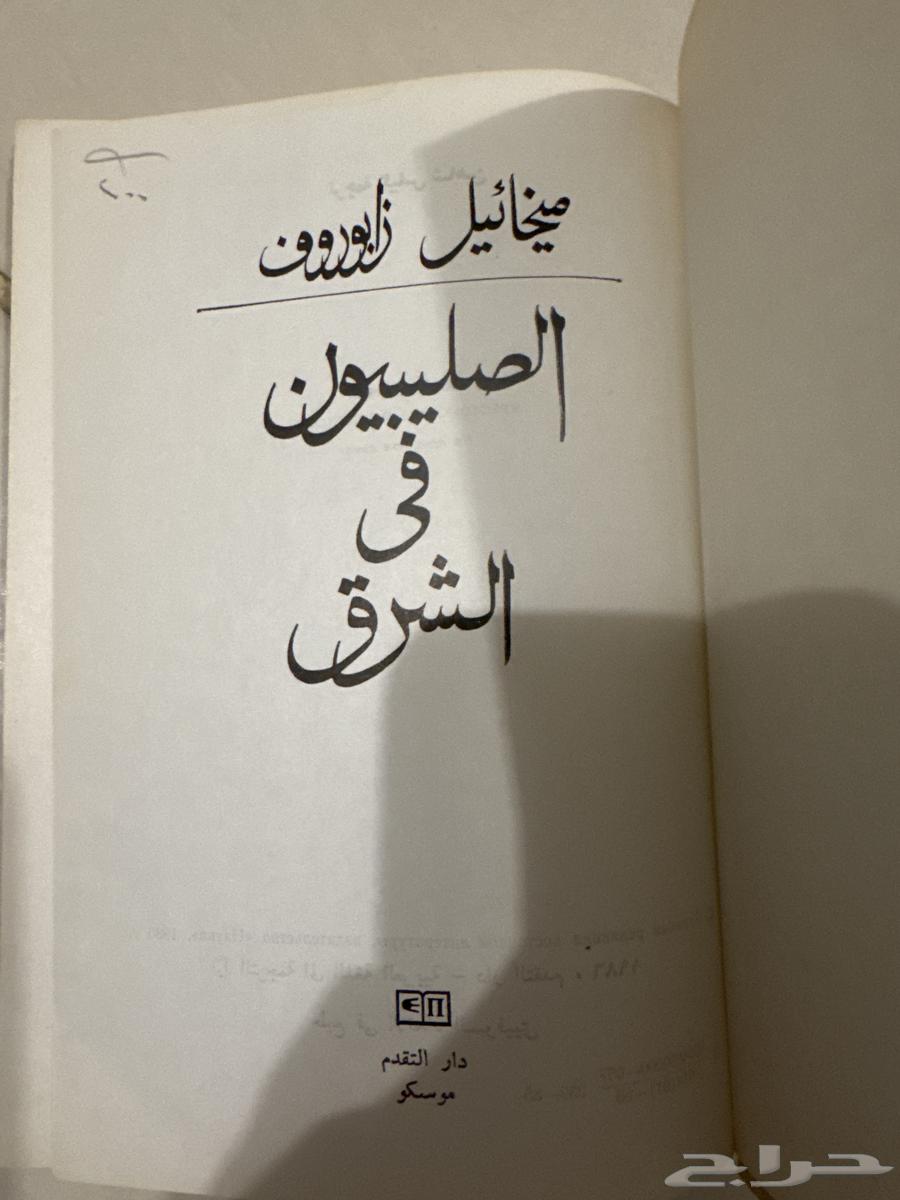 ميخائيل زابوروف
الصليبيون
في
الشرق
دار التقدم
موسكو
حراج